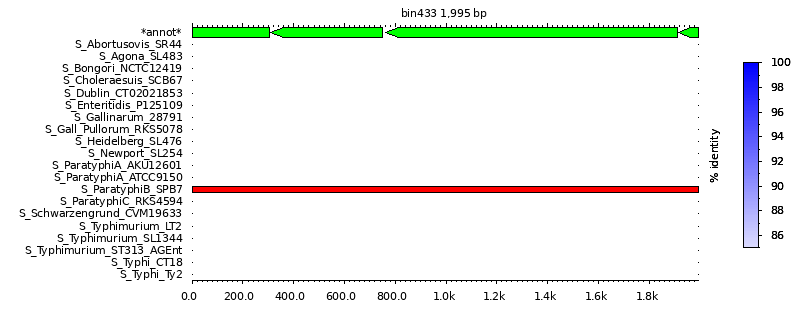 bin433 1,995 bp
*annot*
S_Abortusovis_SR44
S_Agona_SL483
S_Bongori_NCTC12419
S_Choleraesuis_SCB67
S_Dublin_CT02021853
S_Enteritidis_P125109
S_Gallinarum_28791
S_Gall_Pullorum_RKS5078
S_Heidelberg_SL476
S_Newport_SL254
S_ParatyphiA_AKU12601
S_ParatyphiA_ATCC9150
S_ParatyphiB_SPB7
S_ParatyphiC_RKS4594
S_Schwarzengrund_CVM19633
S_Typhimurium_LT2
S_Typhimurium_SL1344
S_Typhimurium_ST313_AGEnt
S_Typhi_CT18
S_Typhi_Ty2
0.0 200.0 400.0 600.0 800.0 1.0k 1.2k 1.4k 1.6k 1.8k
% identity
100
98
96
94
92
90
88
86